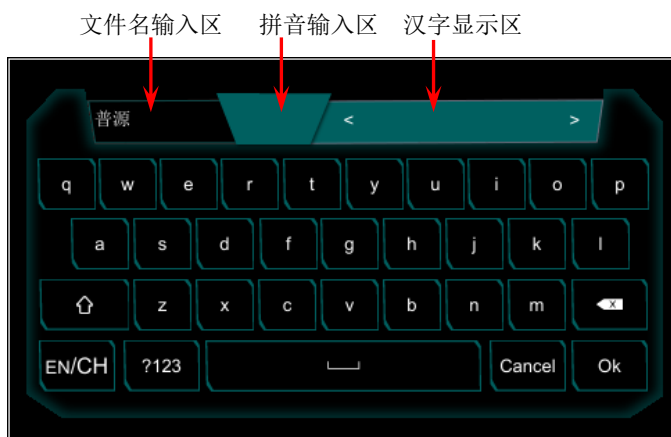 文件名输入区 拼音输入区 汉字显示区
普源 < >
q w e r t y u i o p
a s d f g h j k l
z x c v b n m x
EN/CH ?123 Cancel Ok